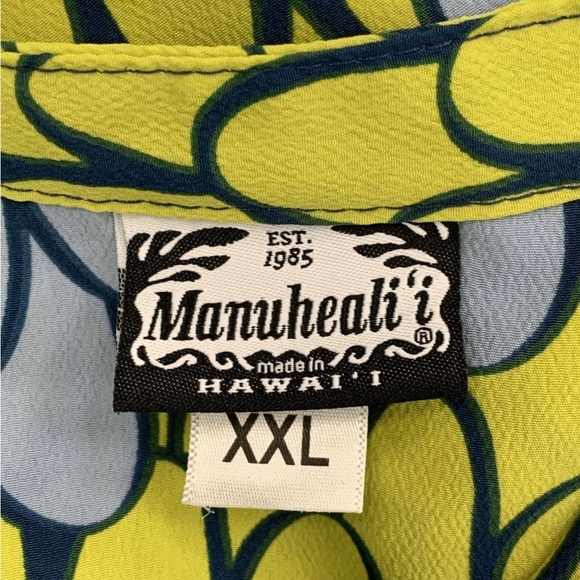 EST.
1985
Manuheali'i®
made in
HAWAI'I
XXL